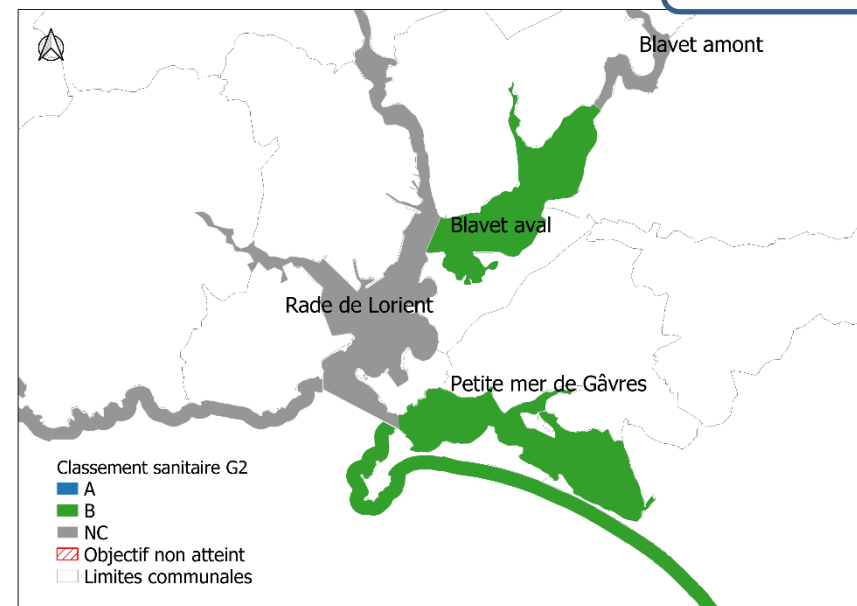 Blavet amont
Blavet aval
Rade de Lorient
Petite mer de Gâvres
Classement sanitaire G2
A
B
NC
Objectif non atteint
Limites communales